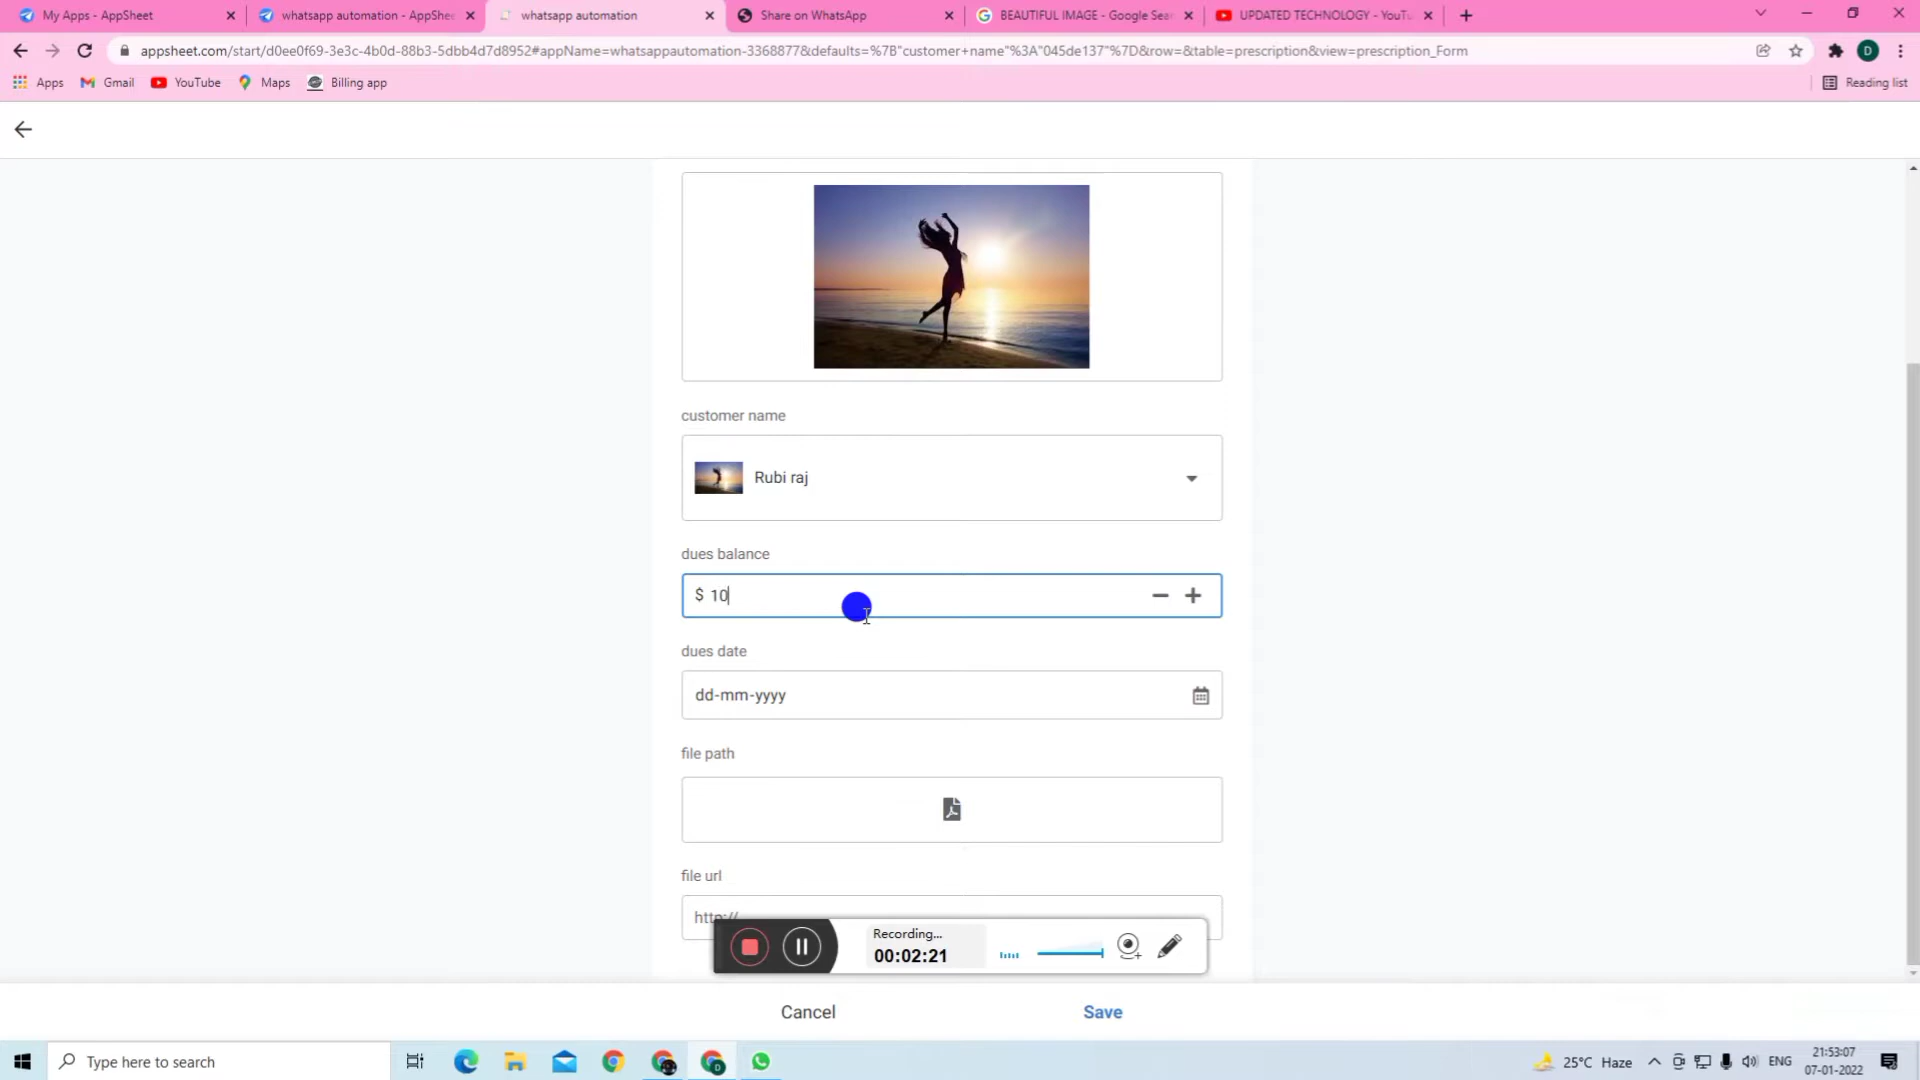 My Apps - AppSheet
whatsapp automation - AppShe
whatsapp automation
Share on WhatsApp
BEAUTIFUL IMAGE - Google Sea
UPDATED TECHNOLOGY - YouTu
appsheet.com/start/d0ee0f69-3e3c-4b0d-88b3-5dbb4d7d8952#appName=whatsappautomation-3368877&defaults=%7B"customer+name"%3A"045de137"%7D&row=&table=prescription&view=prescription_Form
D
Apps
Gmail
YouTube
Maps
Billing app
Reading list
customer name
Rubi raj
dues balance
$ 10
dues date
dd-mm-yyyy
file path
file url
http://
Recording...
00:02:21
Cancel
Save
Type here to search
25°C Haze
ENG
21:53:07
07-01-2022